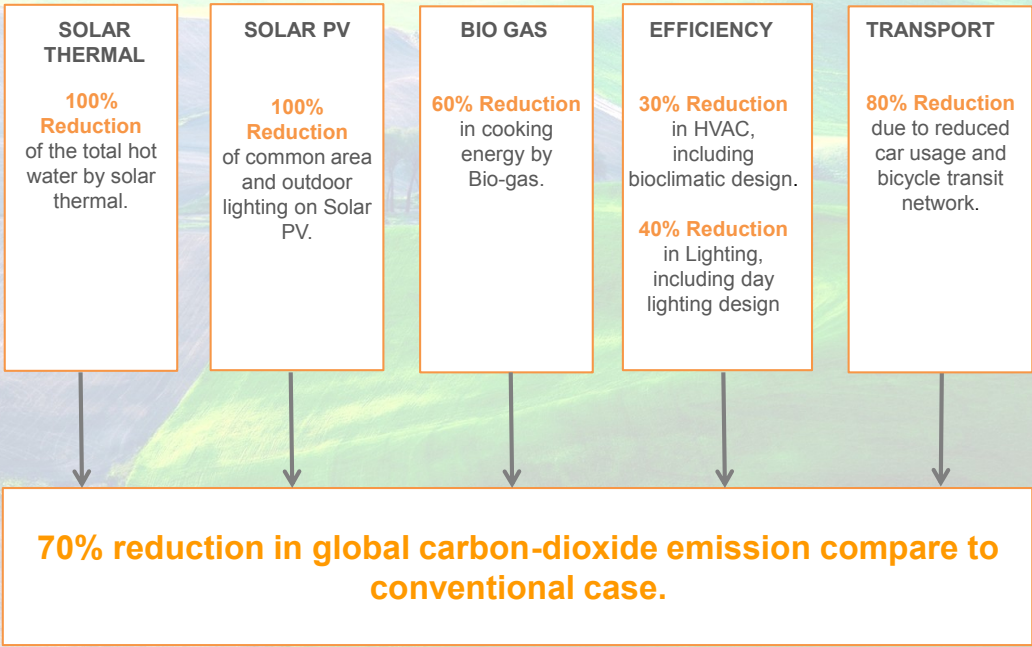 SOLAR
THERMAL
100%
Reduction
of the total hot
water by solar
thermal.
SOLAR PV
100%
Reduction
of common area
and outdoor
lighting on Solar
PV.
BIO GAS
60% Reduction
in cooking
energy by
Bio-gas.
EFFICIENCY
30% Reduction
in HVAC,
including
bioclimatic design.
40% Reduction
in Lighting,
including day
lighting design
TRANSPORT
80% Reduction
due to reduced
car usage and
bicycle transit
network.
70% reduction in global carbon-dioxide emission compare to
conventional case.